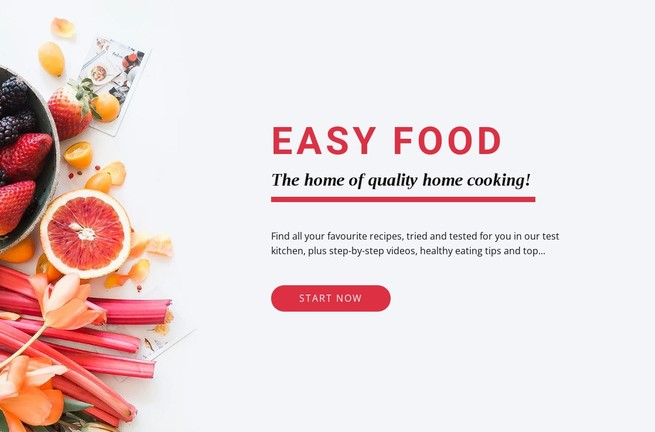 EASY FOOD
The home of quality home cooking!
Find all your favourite recipes, tried and tested for you in our test
kitchen, plus step-by-step videos, healthy eating tips and top...
START NOW